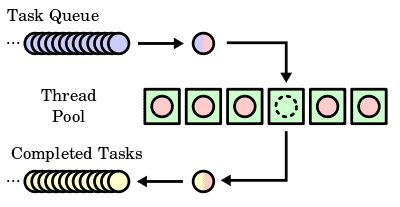 Task Queue
...
Thread
Pool
Completed Tasks
...